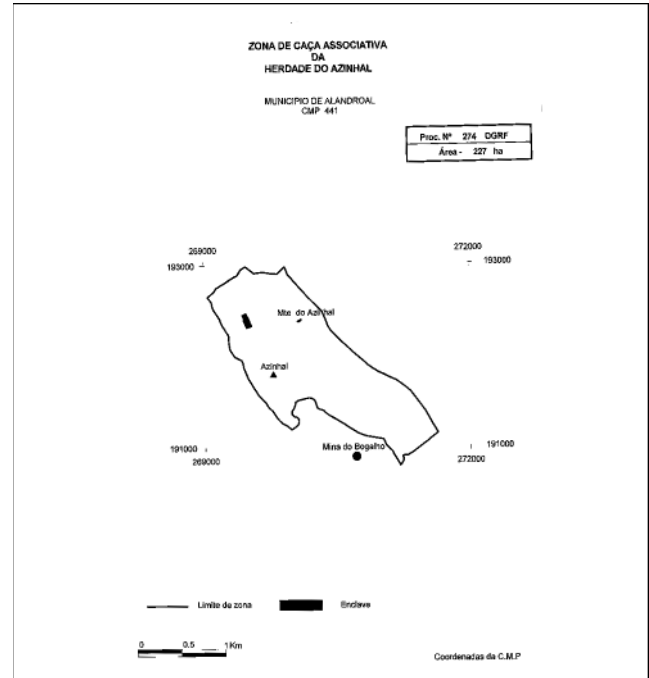 ZONA DE CAÇA ASSOCIATIVA
DA
HERDADE DO AZINHAL
MUNICIPIO DE ALANDROAL
CMP 441
Proc. Nº 274 DGRF
Área - 227 ha
269000
193000
272000
193000
Mte do Azinhal
Azinhal
Mina do Bogalho
191000
269000
191000
272000
Limite de zona
Enclave
0 0.5 1Km
Coordenadas da C.M.P